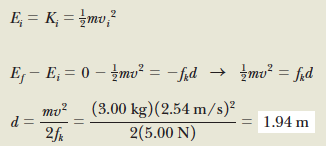 E_i = K_i = ½mv_i²
E_f − E_i = 0 − ½mv² = −f_k d → ½mv² = f_k d
d = mv²/2f_k = (3.00 kg)(2.54 m/s)²/2(5.00 N) = 1.94 m